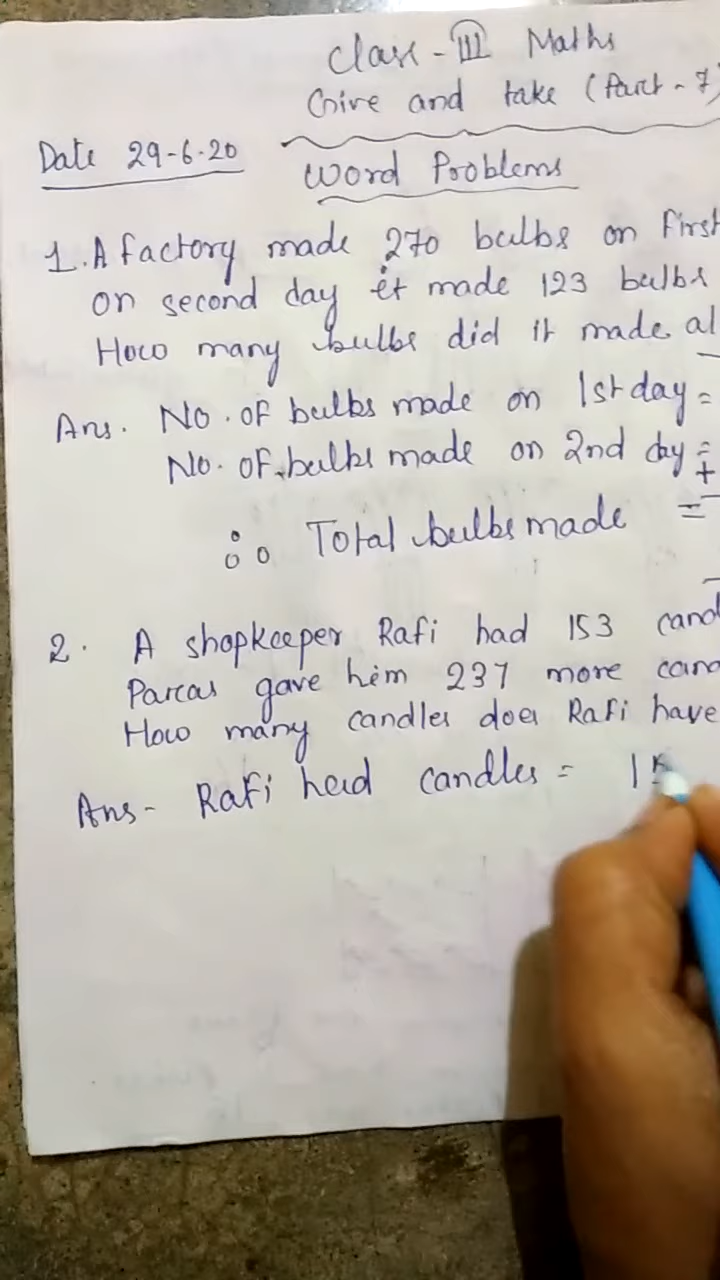 Class - III Maths
Give and take (Part - 7)
Date 29-6-20
Word Problems
1. A factory made 270 bulbs on First
on second day it made 123 bulbs
How many bulbs did it made al
Ans. No. of bulbs made on 1st day =
No. of bulbs made on 2nd day =
+
∴ Total bulbs made =
2. A shopkeeper Rafi had 153 cand
Paras gave him 237 more cand
How many candles does Rafi have
Ans - Rafi had candles = 15